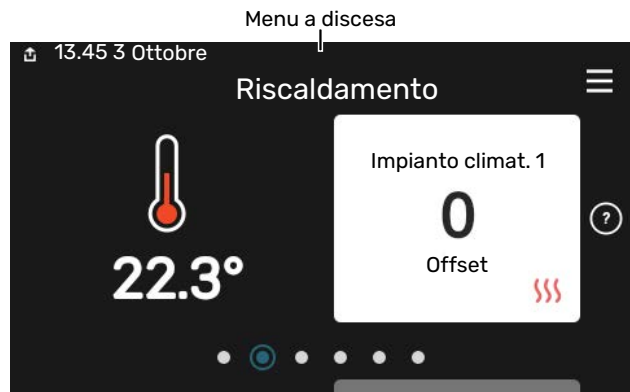 Menu a discesa
13.45 3 Ottobre
Riscaldamento
Impianto climat. 1
0
Offset
22.3°
?